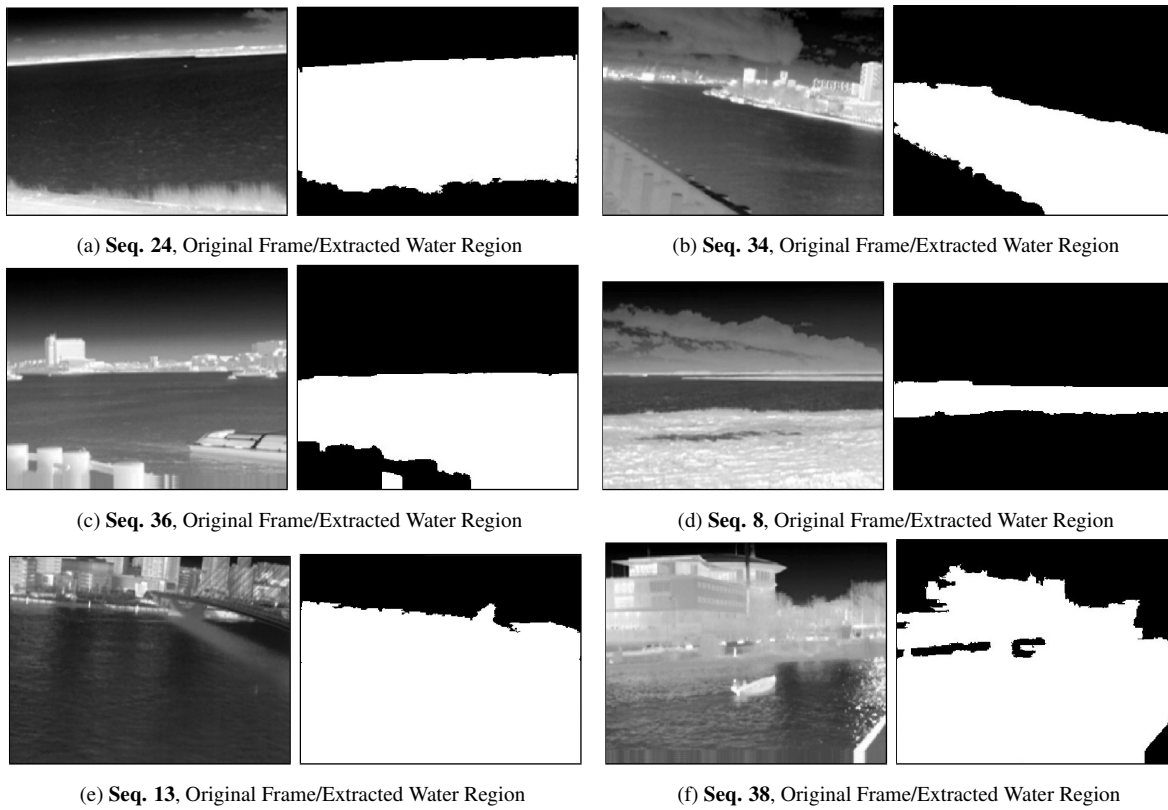 (a) Seq. 24, Original Frame/Extracted Water Region
(b) Seq. 34, Original Frame/Extracted Water Region
(c) Seq. 36, Original Frame/Extracted Water Region
(d) Seq. 8, Original Frame/Extracted Water Region
(e) Seq. 13, Original Frame/Extracted Water Region
(f) Seq. 38, Original Frame/Extracted Water Region